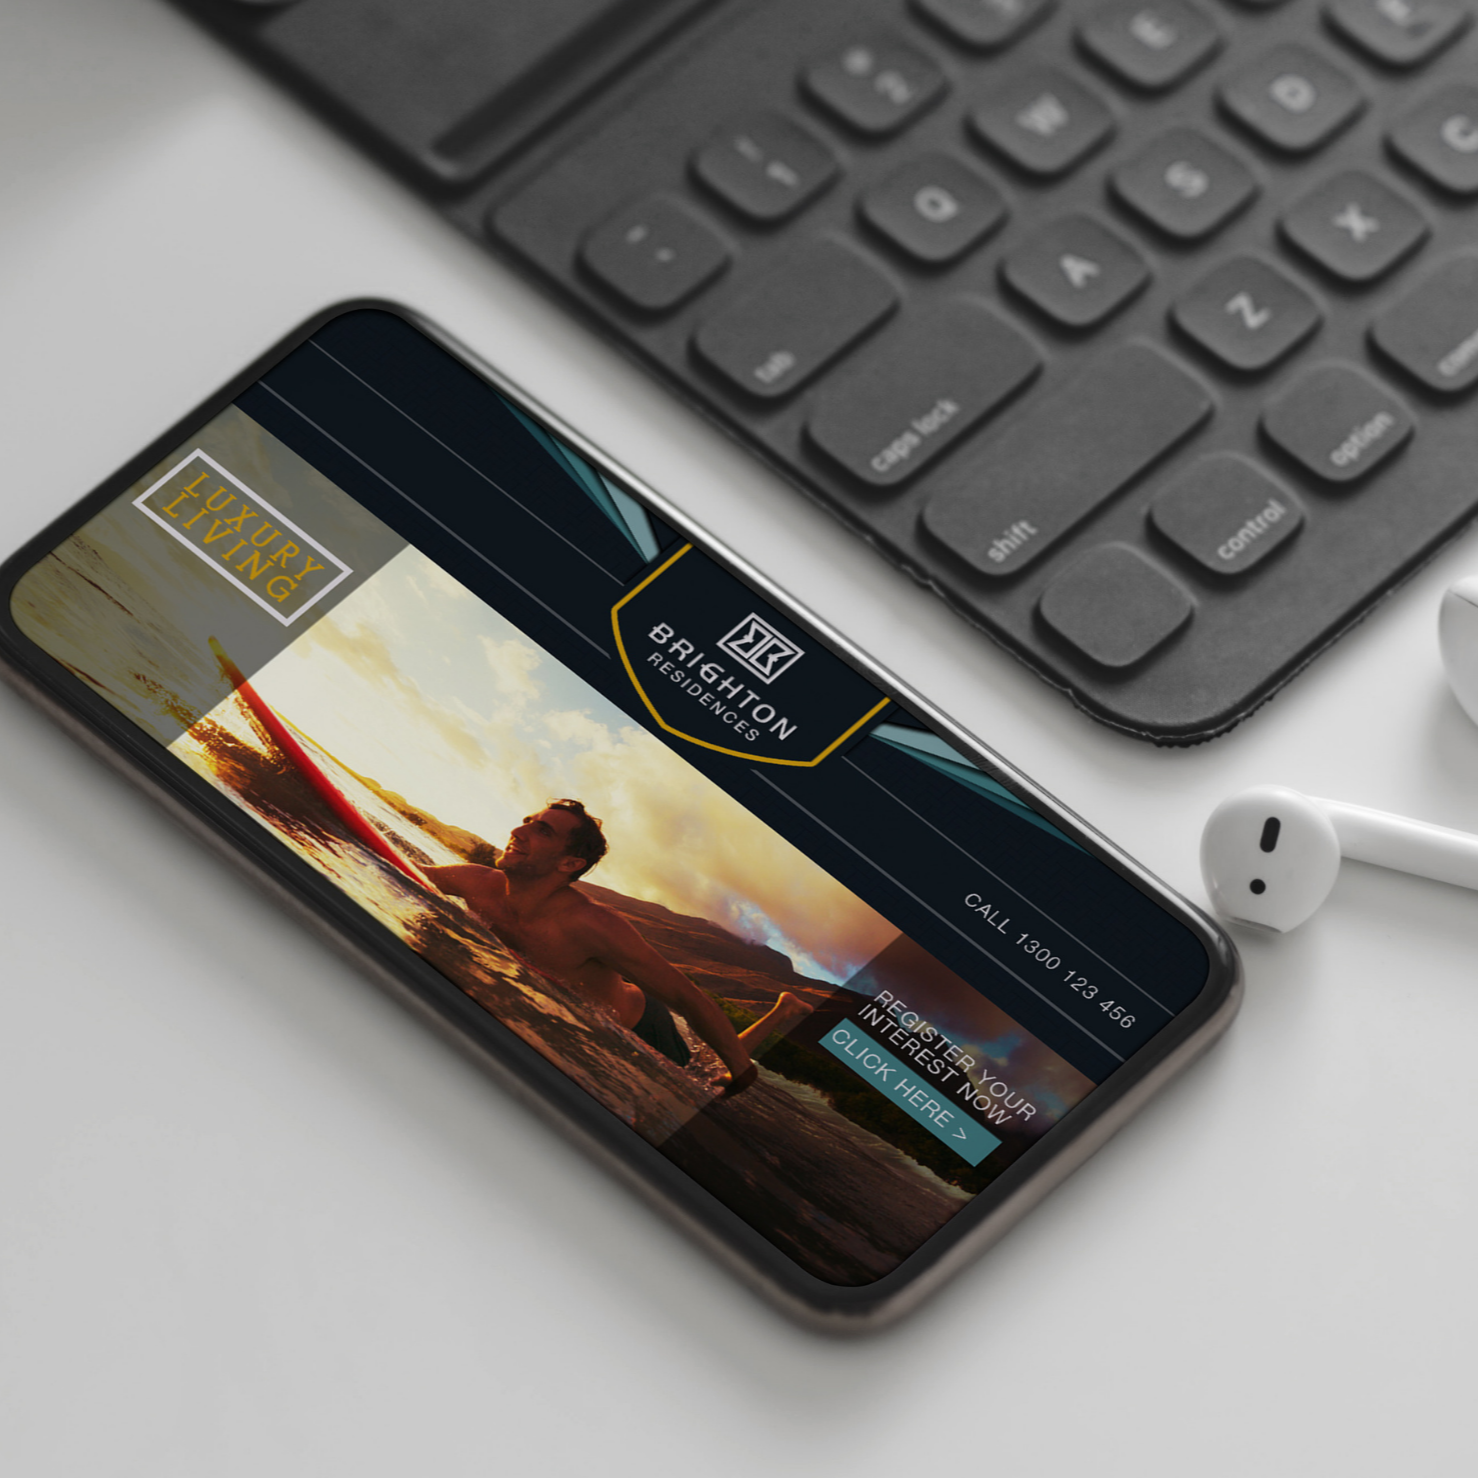 LUXURY
LIVING
BRIGHTON
RESIDENCES
CALL 1300 123 456
REGISTER YOUR
INTEREST NOW
CLICK HERE >
2
W
E
D
1
Q
S
X
A
Z
tab
caps lock
shift
control
option